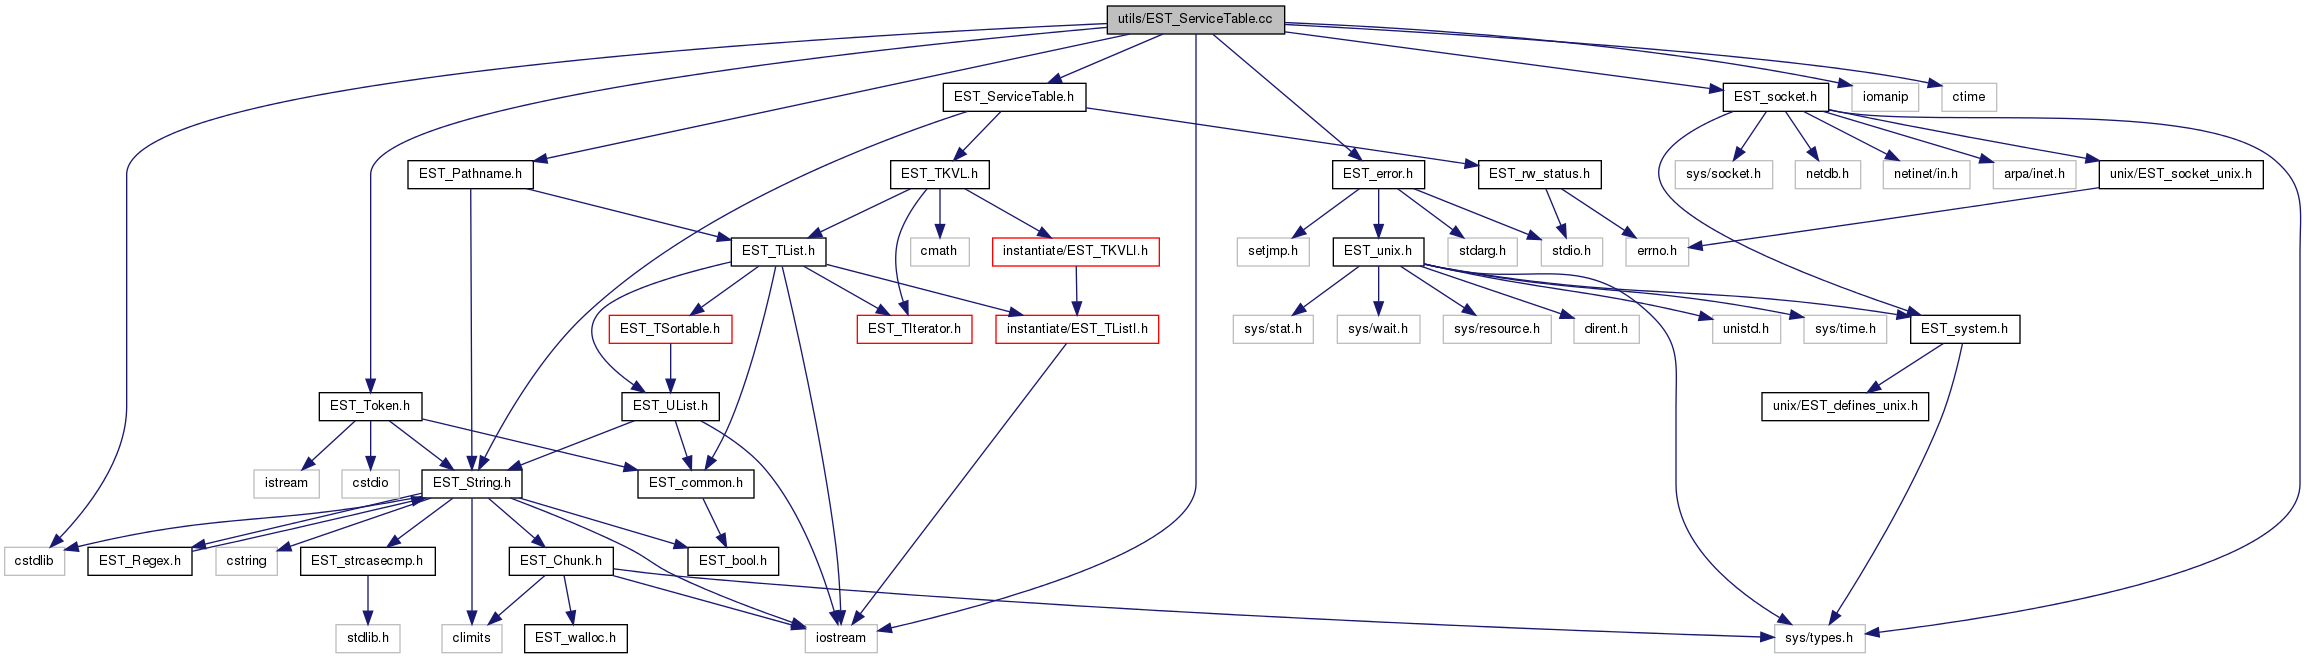 utils/EST_ServiceTable.cc
EST_ServiceTable.h
EST_socket.h
iomanip
ctime
EST_Pathname.h
EST_TKVL.h
EST_error.h
EST_rw_status.h
sys/socket.h
netdb.h
netinet/in.h
arpa/inet.h
unix/EST_socket_unix.h
EST_TList.h
cmath
instantiate/EST_TKVLI.h
setjmp.h
EST_unix.h
stdarg.h
stdio.h
errno.h
EST_TSortable.h
EST_TIterator.h
instantiate/EST_TListI.h
sys/stat.h
sys/wait.h
sys/resource.h
dirent.h
unistd.h
sys/time.h
EST_system.h
EST_Token.h
EST_UList.h
unix/EST_defines_unix.h
istream
cstdio
EST_String.h
EST_common.h
cstdlib
EST_Regex.h
cstring
EST_strcasecmp.h
EST_Chunk.h
EST_bool.h
stdlib.h
climits
EST_walloc.h
iostream
sys/types.h